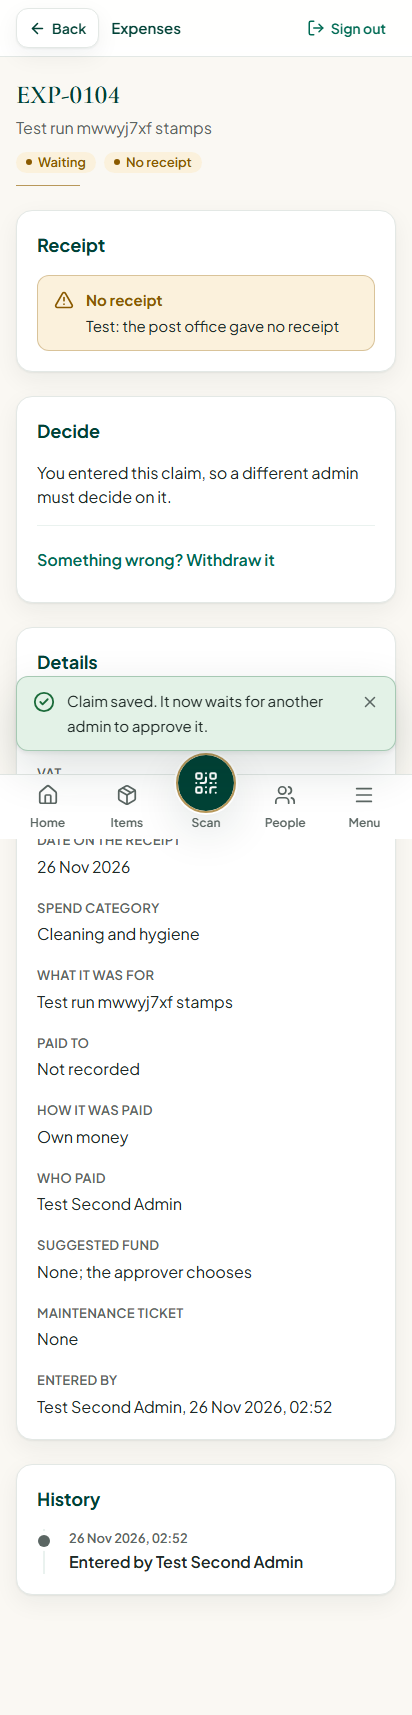 Back
Expenses
Sign out
EXP-0104
Test run mwwyj7xf stamps
Waiting
No receipt
Receipt
No receipt
Test: the post office gave no receipt
Decide
You entered this claim, so a different admin
must decide on it.
Something wrong? Withdraw it
Details
Claim saved. It now waits for another
admin to approve it.
VAT
Home
Items
Scan
People
Menu
DATE ON THE RECEIPT
26 Nov 2026
SPEND CATEGORY
Cleaning and hygiene
WHAT IT WAS FOR
Test run mwwyj7xf stamps
PAID TO
Not recorded
HOW IT WAS PAID
Own money
WHO PAID
Test Second Admin
SUGGESTED FUND
None; the approver chooses
MAINTENANCE TICKET
None
ENTERED BY
Test Second Admin, 26 Nov 2026, 02:52
History
26 Nov 2026, 02:52
Entered by Test Second Admin